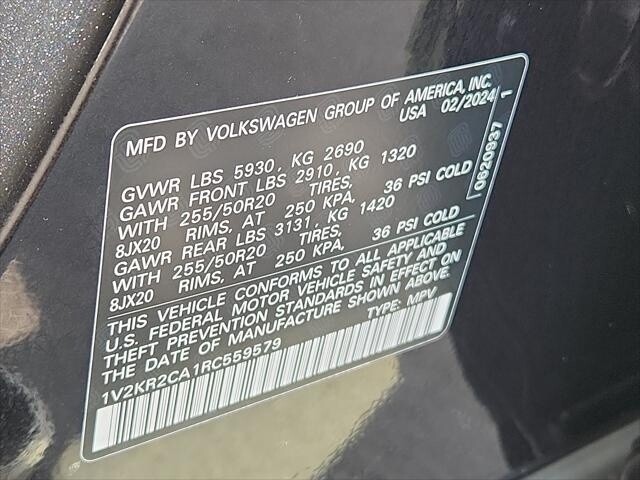 MFD BY VOLKSWAGEN GROUP OF AMERICA, INC.
USA 02/2024 1
GVWR LBS 5930, KG 2690
GAWR FRONT LBS 2910, KG 1320
WITH 255/50R20 TIRES,
8JX20 RIMS, AT 250 KPA, 36 PSI COLD
GAWR REAR LBS 3131, KG 1420
WITH 255/50R20 TIRES,
8JX20 RIMS, AT 250 KPA, 36 PSI COLD
THIS VEHICLE CONFORMS TO ALL APPLICABLE
U.S. FEDERAL MOTOR VEHICLE SAFETY AND
THEFT PREVENTION STANDARDS IN EFFECT ON
THE DATE OF MANUFACTURE SHOWN ABOVE.
1V2KR2CA1RC559579 TYPE: MPV
0620937